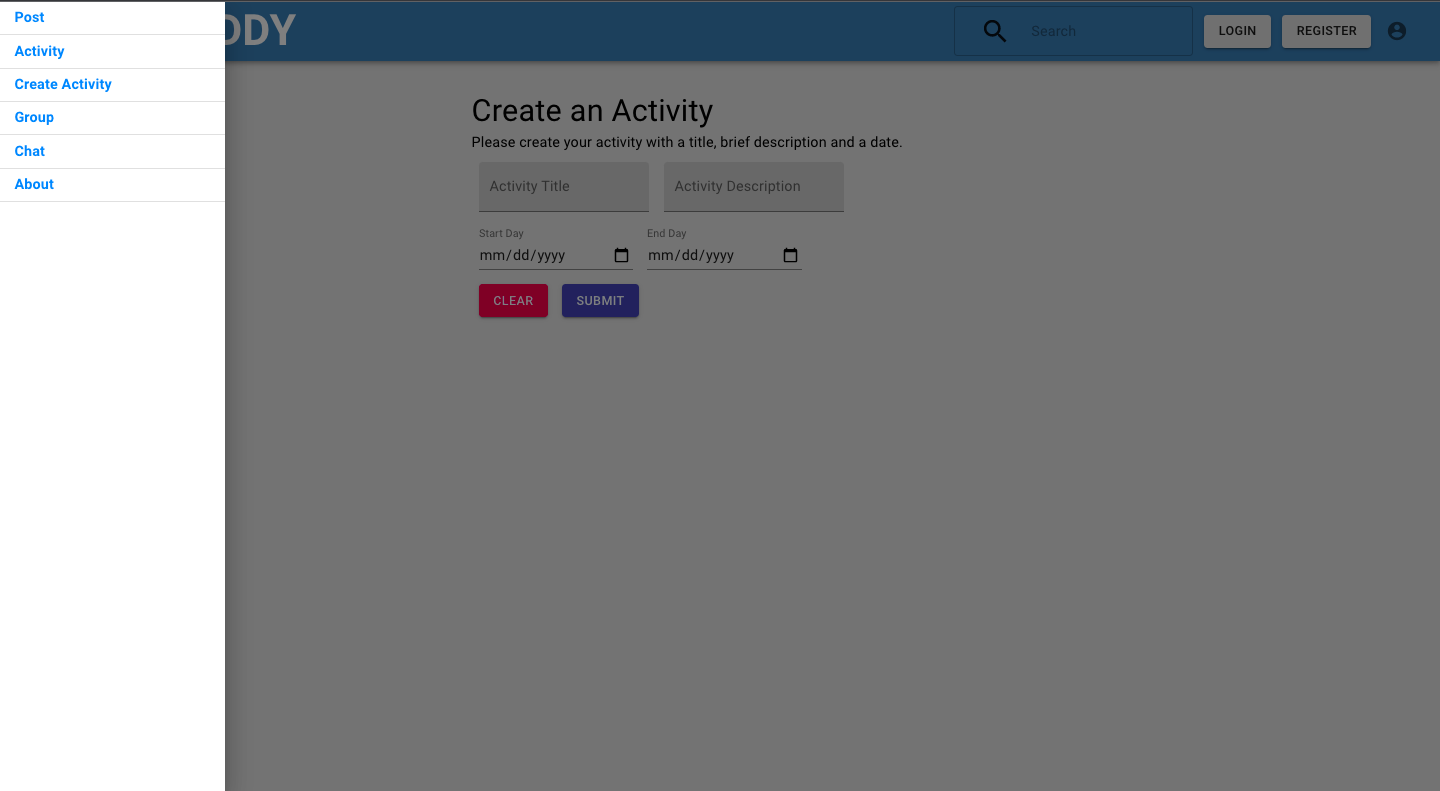 Post
Activity
Create Activity
Group
Chat
About
DDY
Search
LOGIN
REGISTER
Create an Activity
Please create your activity with a title, brief description and a date.
Activity Title
Activity Description
Start Day
End Day
mm/dd/yyyy
mm/dd/yyyy
CLEAR
SUBMIT